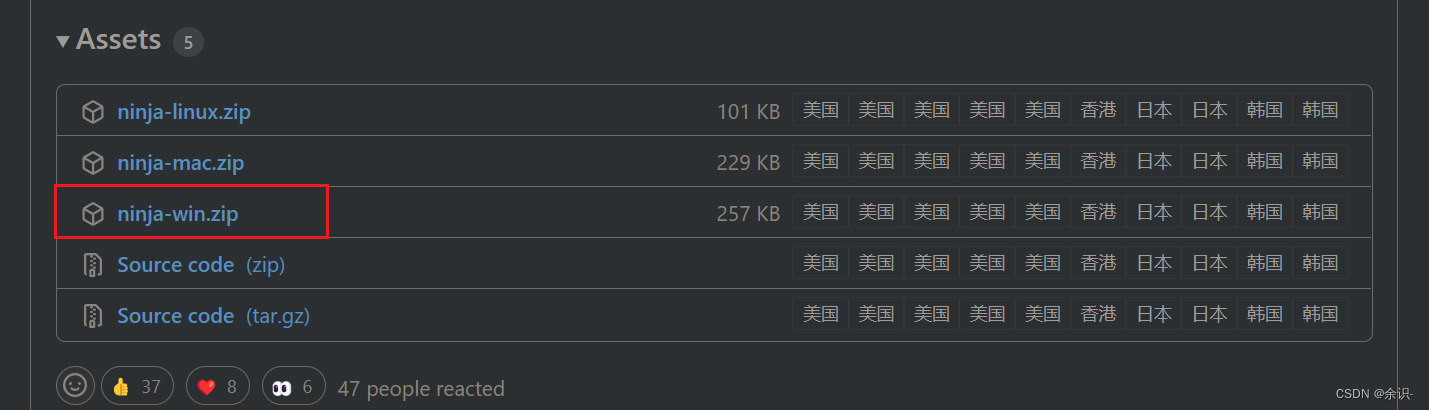 Assets 5
ninja-linux.zip 101 KB 美国 美国 美国 美国 美国 香港 日本 日本 韩国 韩国
ninja-mac.zip 229 KB 美国 美国 美国 美国 美国 香港 日本 日本 韩国 韩国
ninja-win.zip 257 KB 美国 美国 美国 美国 美国 香港 日本 日本 韩国 韩国
Source code (zip) 美国 美国 美国 美国 美国 香港 日本 日本 韩国 韩国
Source code (tar.gz) 美国 美国 美国 美国 美国 香港 日本 日本 韩国 韩国
37 8 6 47 people reacted
CSDN @余识-